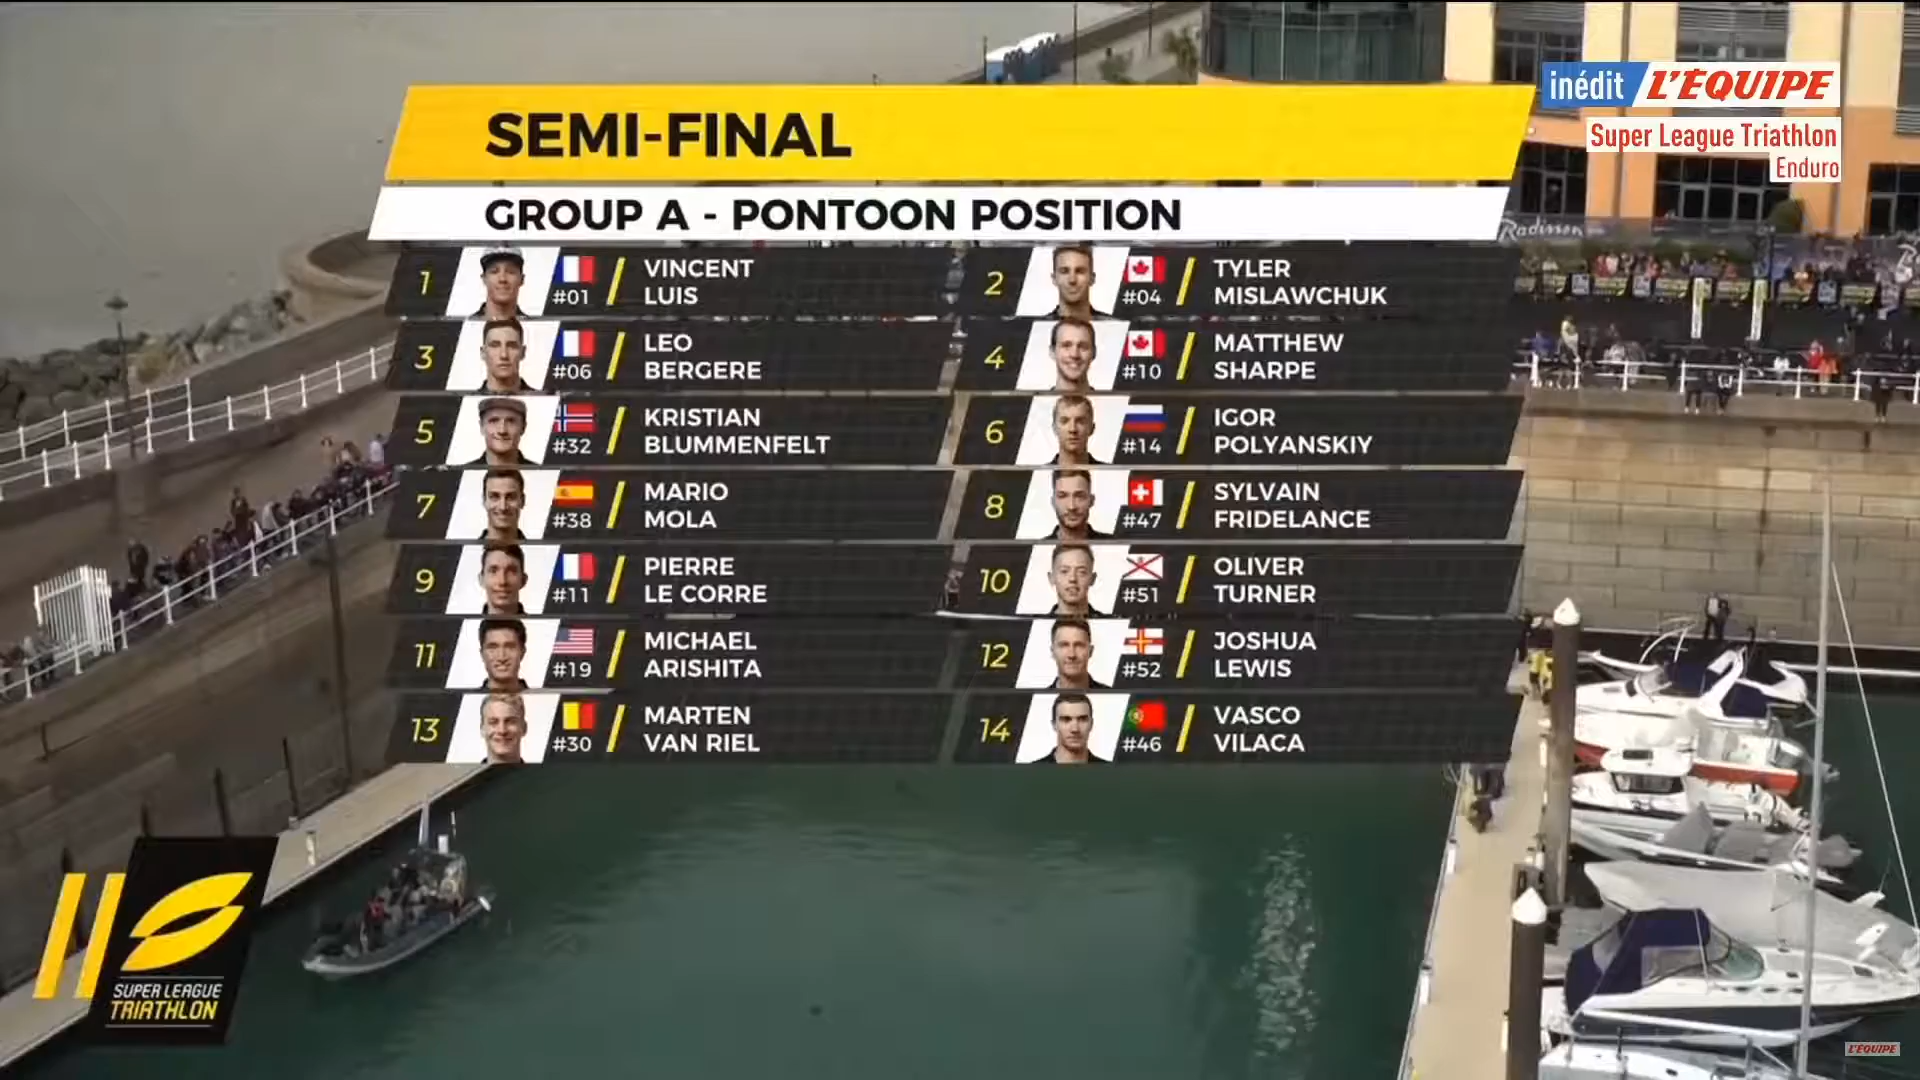 inédit L'ÉQUIPE
Super League Triathlon
Enduro
SEMI-FINAL
GROUP A - PONTOON POSITION
Radisson
1 #01 VINCENT LUIS
2 #04 TYLER MISLAWCHUK
3 #06 LEO BERGERE
4 #10 MATTHEW SHARPE
5 #32 KRISTIAN BLUMMENFELT
6 #14 IGOR POLYANSKIY
7 #38 MARIO MOLA
8 #47 SYLVAIN FRIDELANCE
9 #11 PIERRE LE CORRE
10 #51 OLIVER TURNER
11 #19 MICHAEL ARISHITA
12 #52 JOSHUA LEWIS
13 #30 MARTEN VAN RIEL
14 #46 VASCO VILACA
SUPER LEAGUE
TRIATHLON
L'ÉQUIPE